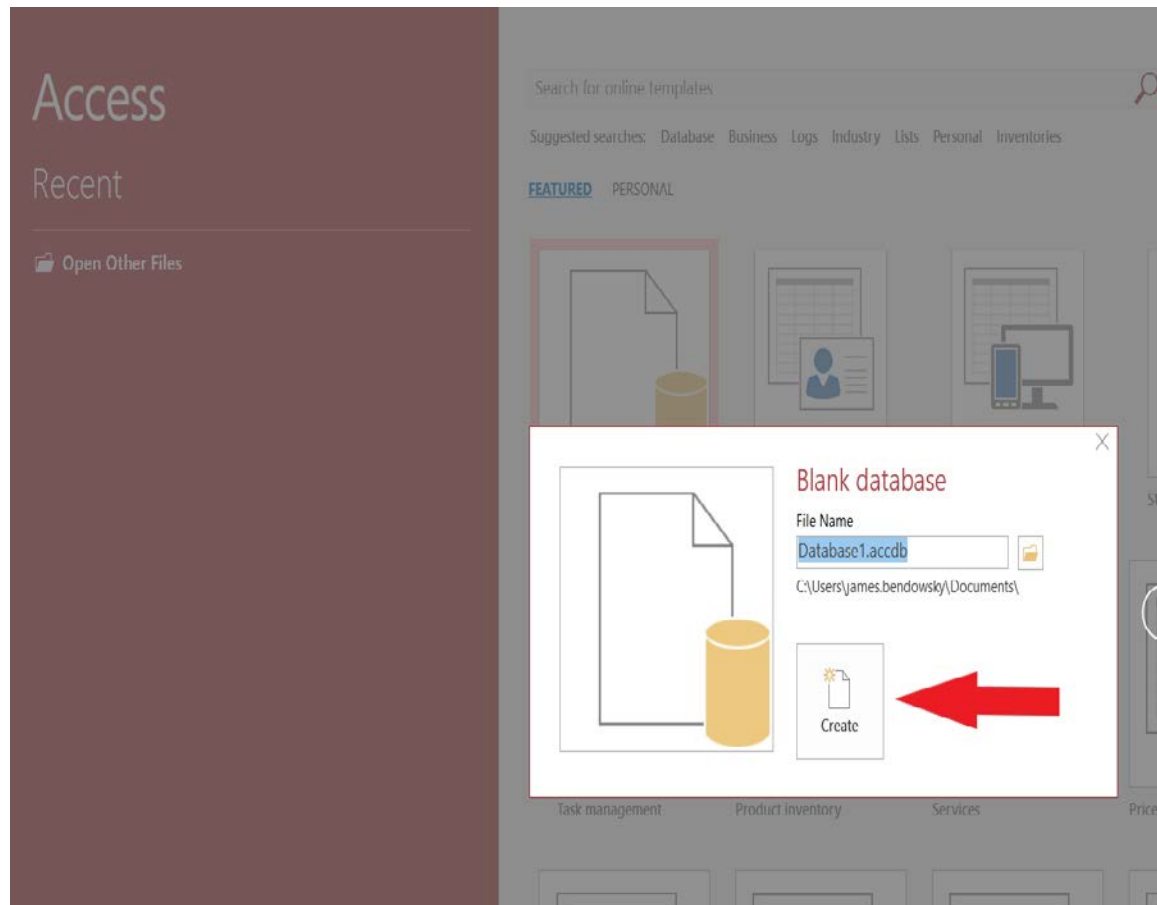 Access
Recent
Open Other Files
Search for online templates
Suggested searches: Database Business Logs Industry Lists Personal Inventories
FEATURED PERSONAL
Blank database
File Name
Database1.accdb
C:\Users\james.bendowsky\Documents\
Create
Task management Product inventory Services Price